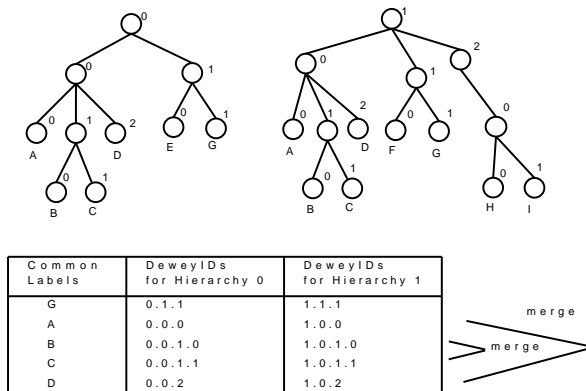 0
1
0
1
0
1
2
0
1
2
0
1
0
1
2
0
1
0
A
D
E
G
A
D
F
G
0
1
0
1
0
1
B
C
B
C
H
I
Common Labels
DeweyIDs for Hierarchy 0
DeweyIDs for Hierarchy 1
G 0.1.1 1.1.1
A 0.0.0 1.0.0
B 0.0.1.0 1.0.1.0
C 0.0.1.1 1.0.1.1
D 0.0.2 1.0.2
merge
merge